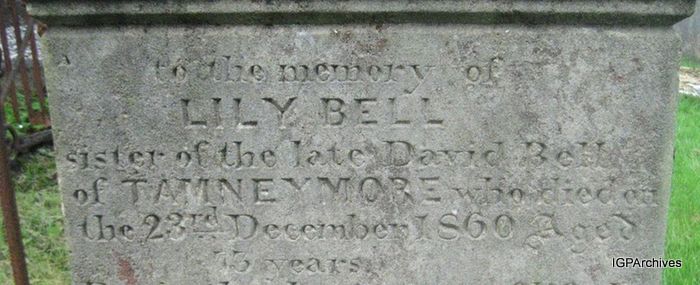 to the memory of
LILY BELL
sister of the late David Bell
of TAMNEYMORE who died on
the 23rd December 1860 Aged
years
IGPArchives